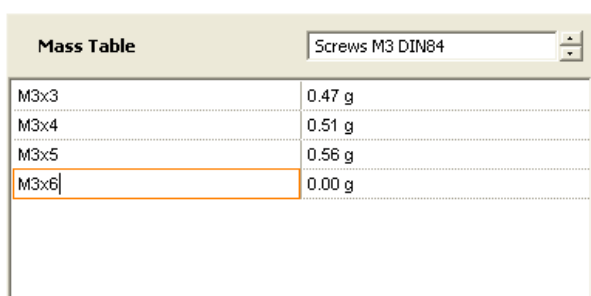 Mass Table Screws M3 DIN84
M3x3 0.47 g
M3x4 0.51 g
M3x5 0.56 g
M3x6 0.00 g